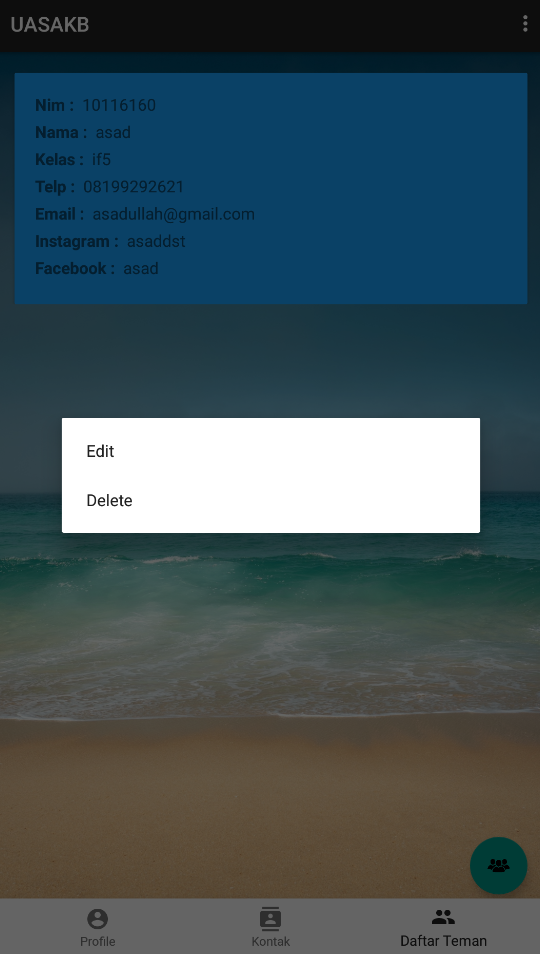 UASAKB
Nim : 10116160
Nama : asad
Kelas : if5
Telp : 08199292621
Email : asadullah@gmail.com
Instagram : asaddst
Facebook : asad
Edit
Delete
Profile
Kontak
Daftar Teman